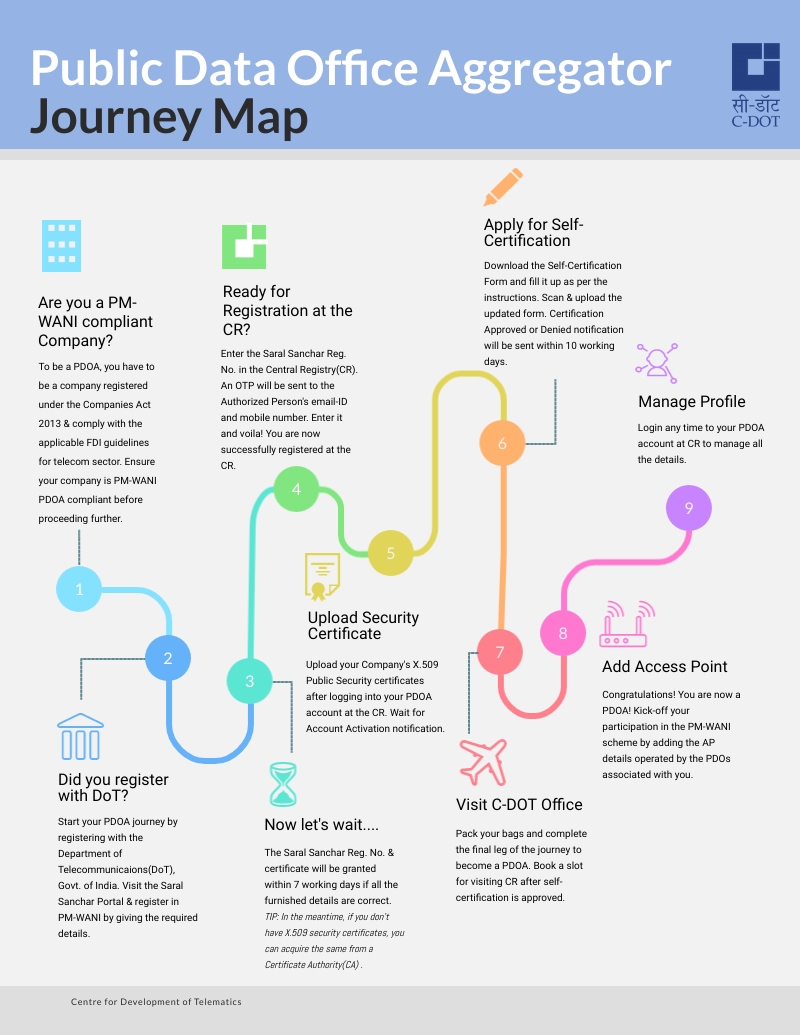 Public Data Office Aggregator
Journey Map
सी-डॉट
C-DOT
Are you a PM-
WANI compliant
Company?
To be a PDOA, you have to
be a company registered
under the Companies Act
2013 & comply with the
applicable FDI guidelines
for telecom sector. Ensure
your company is PM-WANI
PDOA compliant before
proceeding further.
1
2
Did you register
with DoT?
Start your PDOA journey by
registering with the
Department of
Telecommunicaions(DoT),
Govt. of India. Visit the Saral
Sanchar Portal & register in
PM-WANI by giving the required
details.
3
Now let's wait....
The Saral Sanchar Reg. No. &
certificate will be granted
within 7 working days if all the
furnished details are correct.
TIP: In the meantime, if you don't
have X.509 security certificates, you
can acquire the same from a
Certificate Authority(CA) .
Ready for
Registration at the
CR?
Enter the Saral Sanchar Reg.
No. in the Central Registry(CR).
An OTP will be sent to the
Authorized Person's email-ID
and mobile number. Enter it
and voila! You are now
successfully registered at the
CR.
4
5
Upload Security
Certificate
Upload your Company's X.509
Public Security certificates
after logging into your PDOA
account at the CR. Wait for
Account Activation notification.
Apply for Self-
Certification
Download the Self-Certification
Form and fill it up as per the
instructions. Scan & upload the
updated form. Certification
Approved or Denied notification
will be sent within 10 working
days.
6
7
Visit C-DOT Office
Pack your bags and complete
the final leg of the journey to
become a PDOA. Book a slot
for visiting CR after self-
certification is approved.
8
Add Access Point
Congratulations! You are now a
PDOA! Kick-off your
participation in the PM-WANI
scheme by adding the AP
details operated by the PDOs
associated with you.
Manage Profile
Login any time to your PDOA
account at CR to manage all
the details.
9
Centre for Development of Telematics